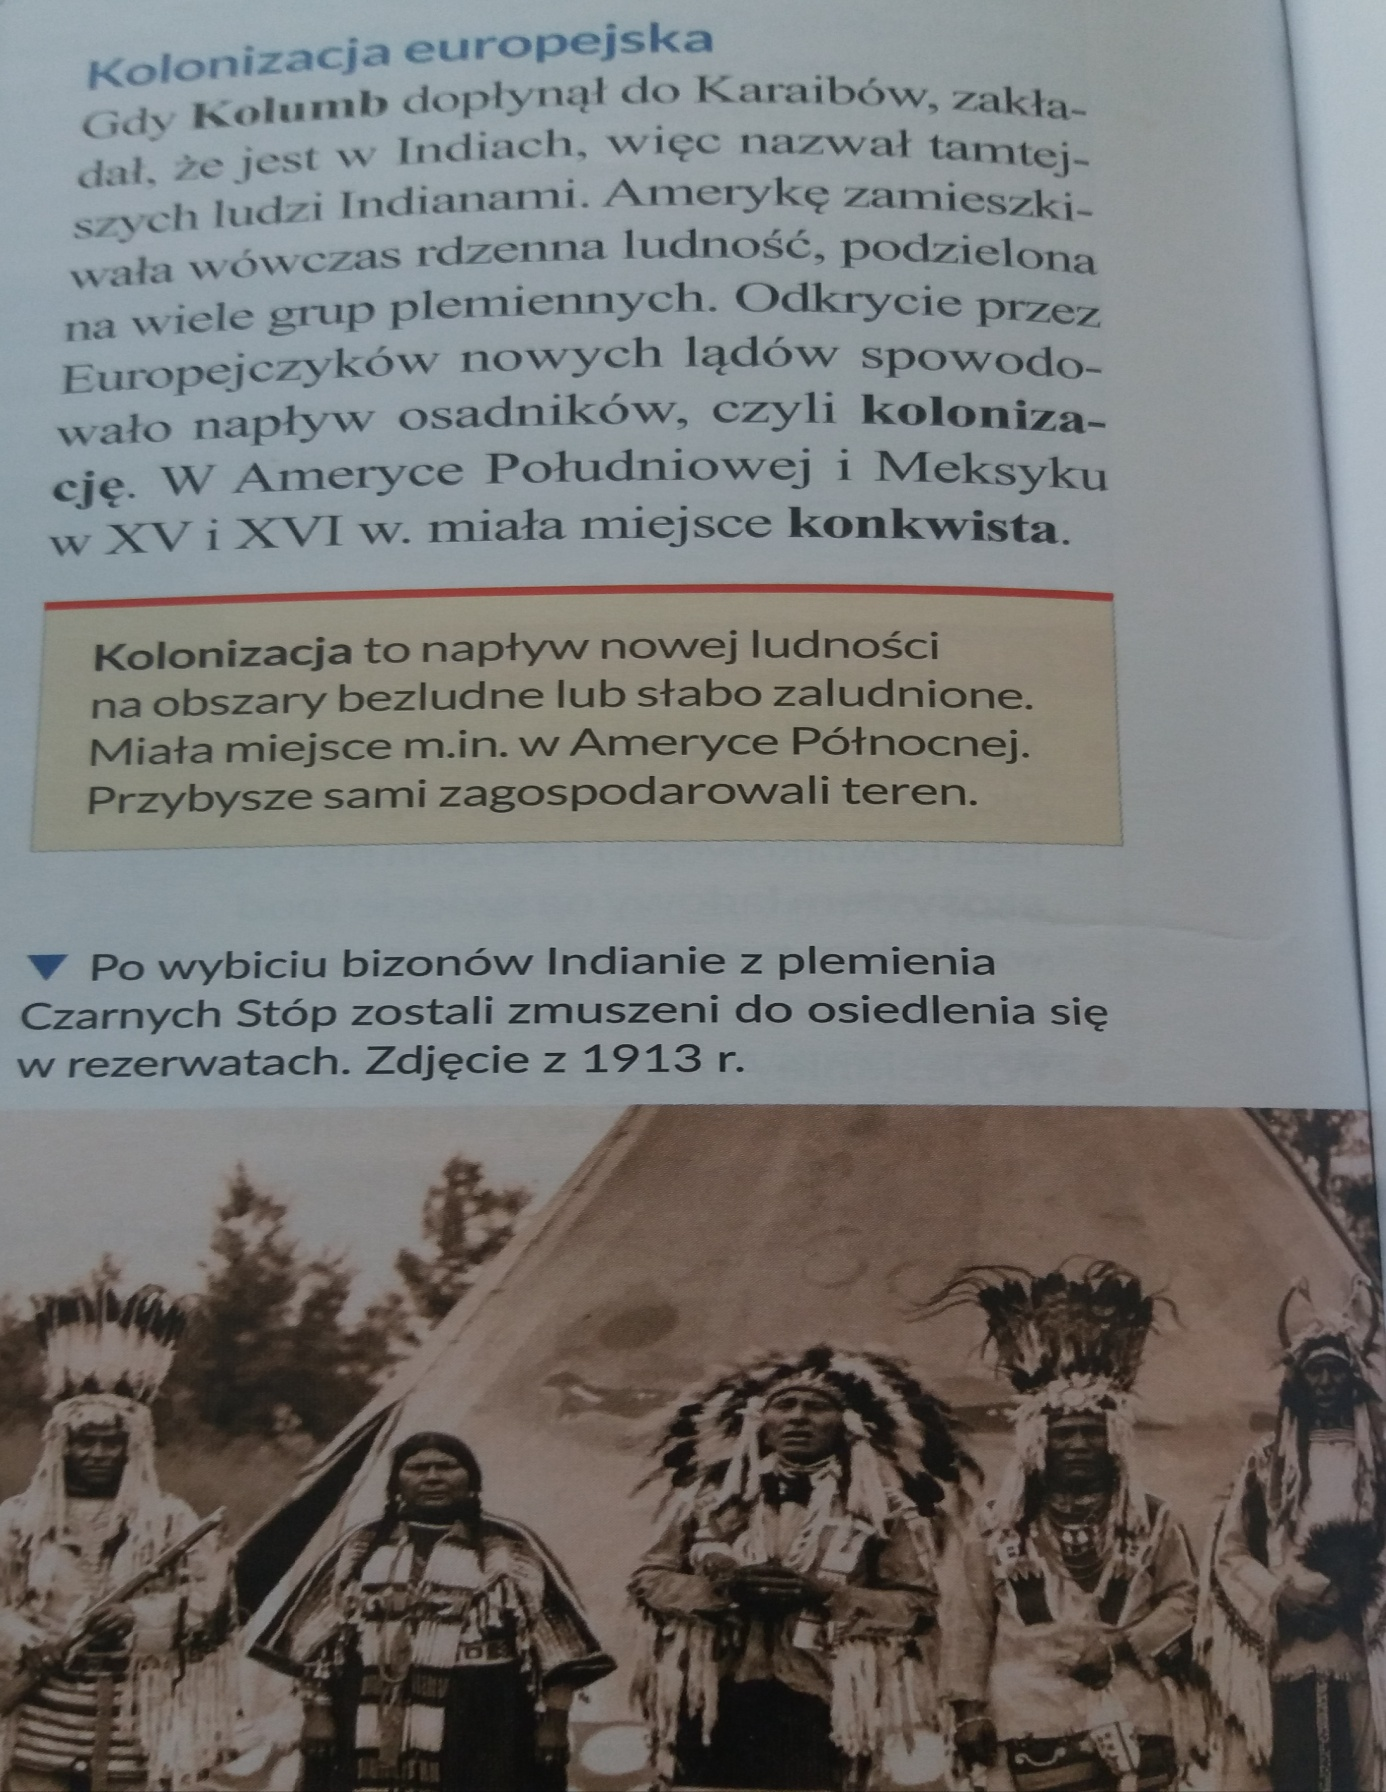 Kolonizacja europejska
Gdy Kolumb dopłynął do Karaibów, zakła-
dał, że jest w Indiach, więc nazwał tamtej-
szych ludzi Indianami. Amerykę zamieszki-
wała wówczas rdzenna ludność, podzielona
na wiele grup plemiennych. Odkrycie przez
Europejczyków nowych lądów spowodo-
wało napływ osadników, czyli koloniza-
cję. W Ameryce Południowej i Meksyku
w XV i XVI w. miała miejsce konkwista.
Kolonizacja to napływ nowej ludności
na obszary bezludne lub słabo zaludnione.
Miała miejsce m.in. w Ameryce Północnej.
Przybysze sami zagospodarowali teren.
Po wybiciu bizonów Indianie z plemienia
Czarnych Stóp zostali zmuszeni do osiedlenia się
w rezerwatach. Zdjęcie z 1913 r.